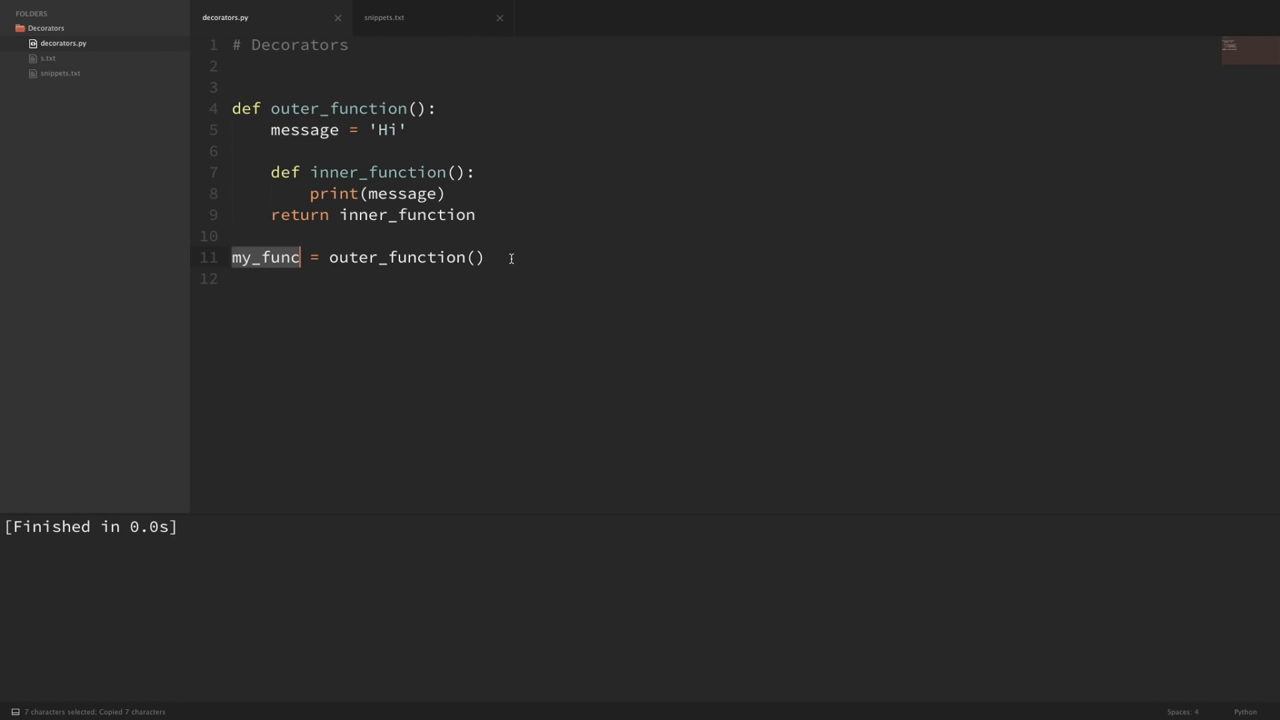 FOLDERS
Decorators
decorators.py
s.txt
snippets.txt
decorators.py
snippets.txt
1 # Decorators
2
3
4 def outer_function():
5     message = 'Hi'
6
7     def inner_function():
8         print(message)
9     return inner_function
10
11 my_func = outer_function()
12
[Finished in 0.0s]
7 characters selected; Copied 7 characters
Spaces: 4
Python